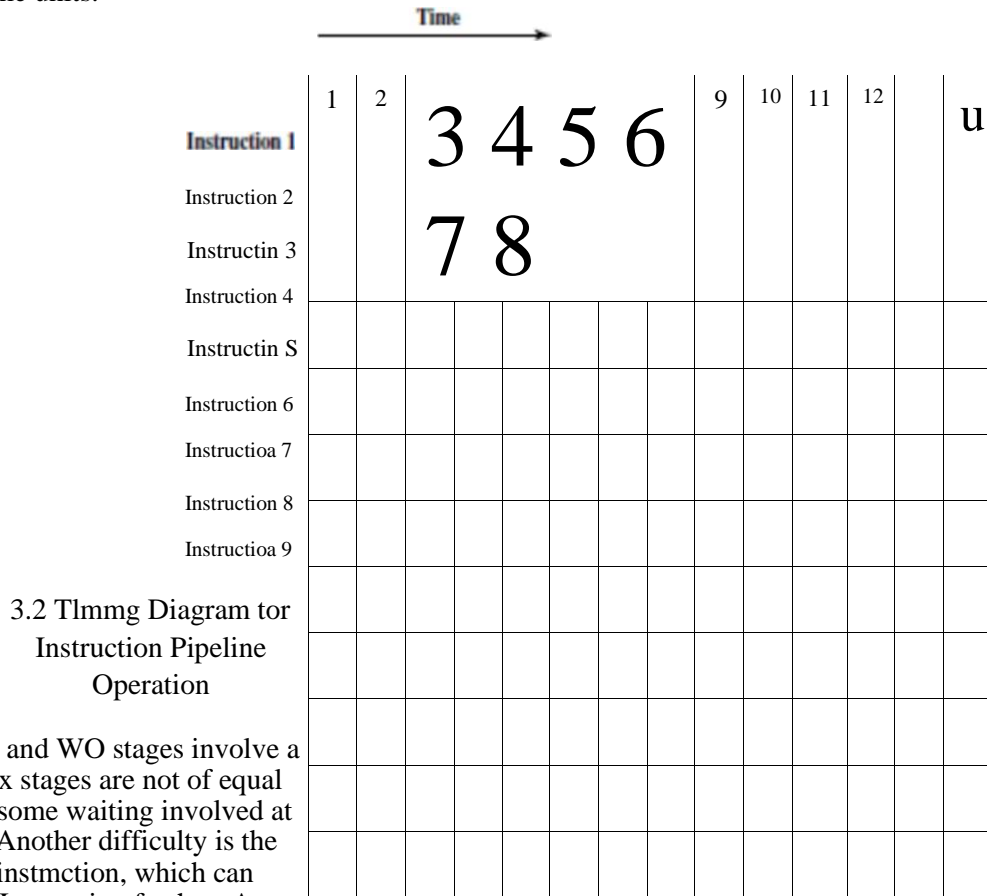 Time
1 2 3 4 5 6 9 10 11 12 u
7 8
Instruction 1
Instruction 2
Instructin 3
Instruction 4
Instructin S
Instruction 6
Instructioa 7
Instruction 8
Instructioa 9
3.2 Tlmmg Diagram tor
Instruction Pipeline
Operation
and WO stages involve a
x stages are not of equal
some waiting involved at
Another difficulty is the
instmction, which can